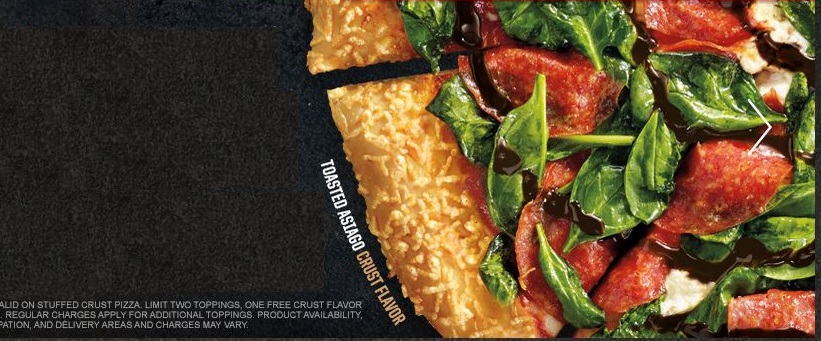 TOASTED ASIAGO CRUST FLAVOR
ALID ON STUFFED CRUST PIZZA. LIMIT TWO TOPPINGS, ONE FREE CRUST FLAVOR
. REGULAR CHARGES APPLY FOR ADDITIONAL TOPPINGS. PRODUCT AVAILABILITY,
PATION, AND DELIVERY AREAS AND CHARGES MAY VARY.